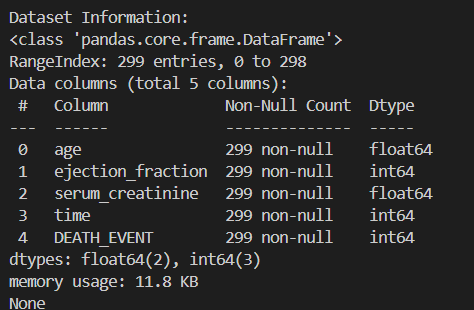 Dataset Information:
<class 'pandas.core.frame.DataFrame'>
RangeIndex: 299 entries, 0 to 298
Data columns (total 5 columns):
 #   Column             Non-Null Count  Dtype
---  ------             --------------  -----
 0   age                299 non-null    float64
 1   ejection_fraction  299 non-null    int64
 2   serum_creatinine   299 non-null    float64
 3   time               299 non-null    int64
 4   DEATH_EVENT        299 non-null    int64
dtypes: float64(2), int64(3)
memory usage: 11.8 KB
None